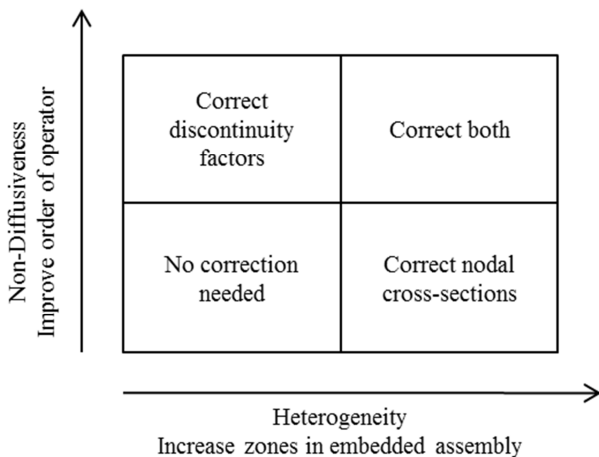 Non-Diffusiveness
Improve order of operator
Correct
discontinuity
factors
Correct both
No correction
needed
Correct nodal
cross-sections
Heterogeneity
Increase zones in embedded assembly